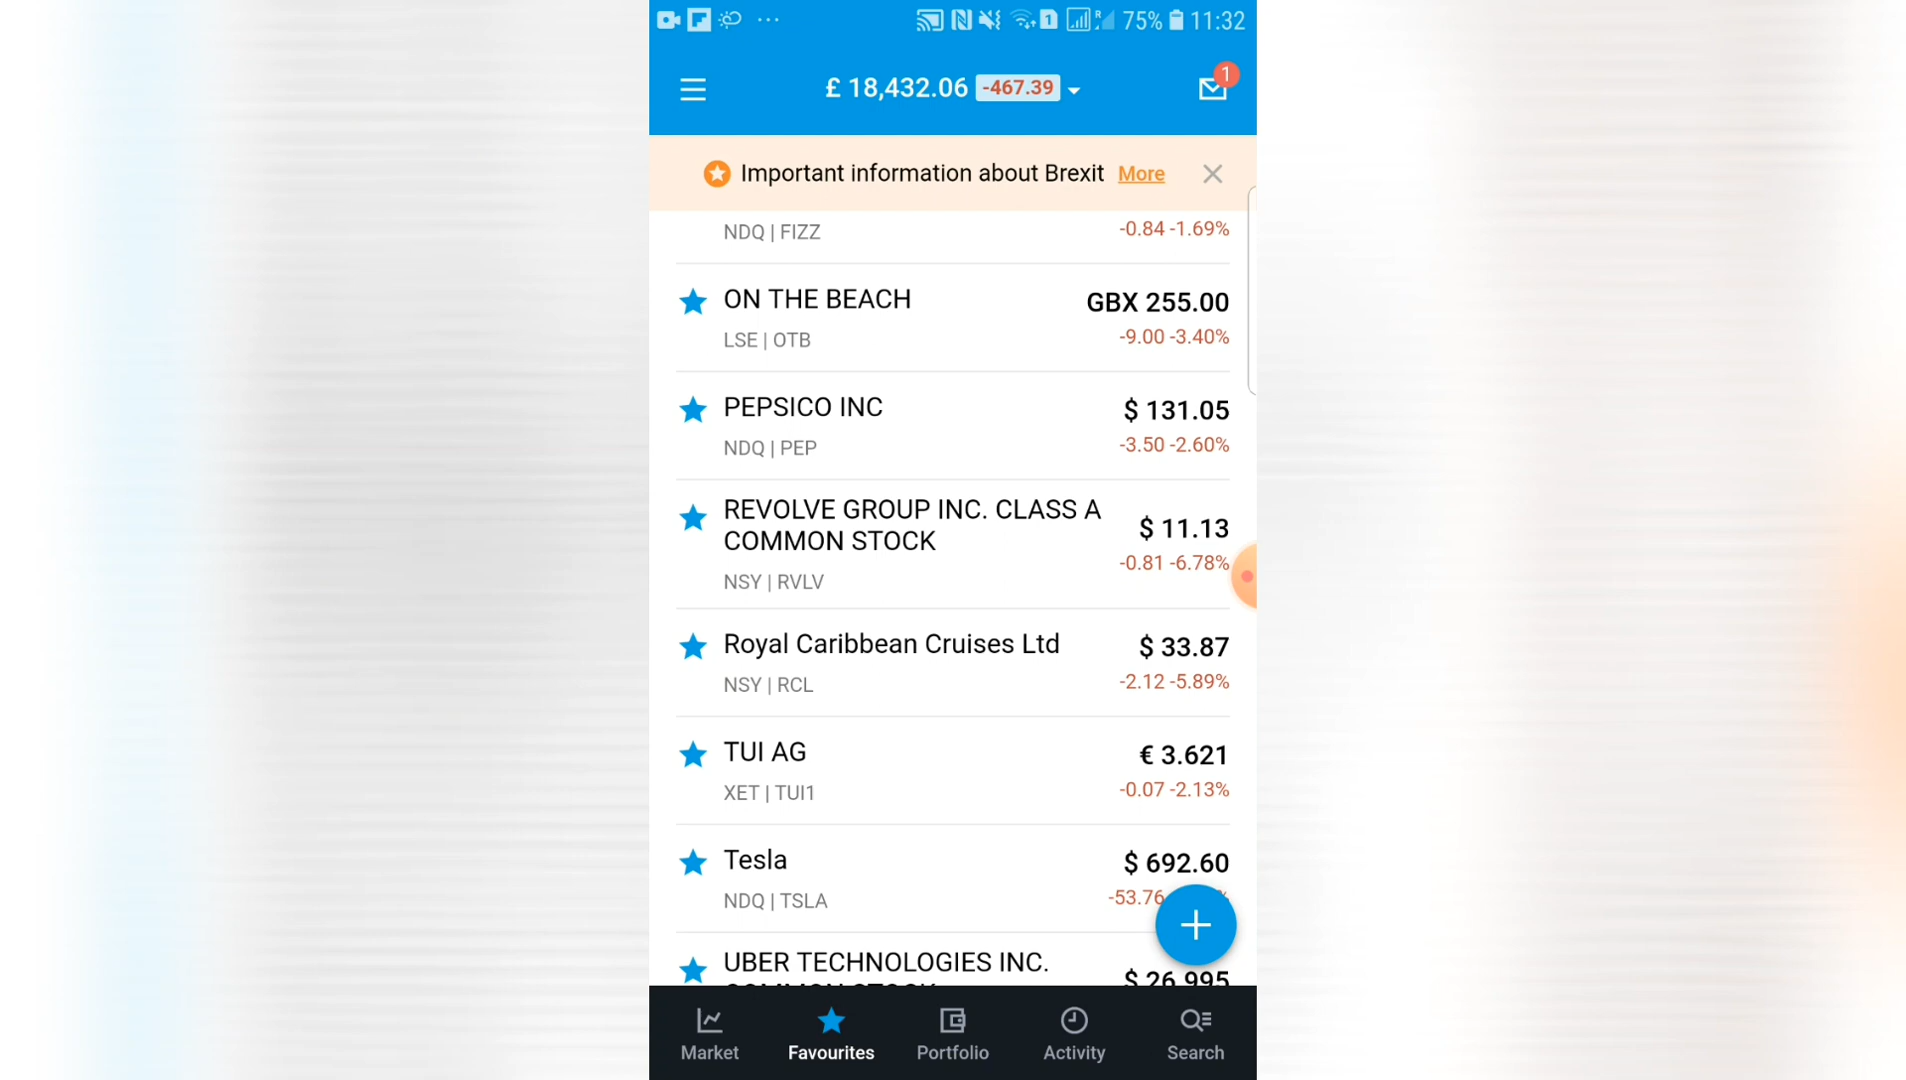 75% 11:32
£ 18,432.06 -467.39
1
Important information about Brexit More
NDQ | FIZZ -0.84 -1.69%
ON THE BEACH GBX 255.00
LSE | OTB -9.00 -3.40%
PEPSICO INC $ 131.05
NDQ | PEP -3.50 -2.60%
REVOLVE GROUP INC. CLASS A
COMMON STOCK $ 11.13
NSY | RVLV -0.81 -6.78%
Royal Caribbean Cruises Ltd $ 33.87
NSY | RCL -2.12 -5.89%
TUI AG € 3.621
XET | TUI1 -0.07 -2.13%
Tesla $ 692.60
NDQ | TSLA -53.76
UBER TECHNOLOGIES INC. $ 26.995
COMMON STOCK
Market Favourites Portfolio Activity Search